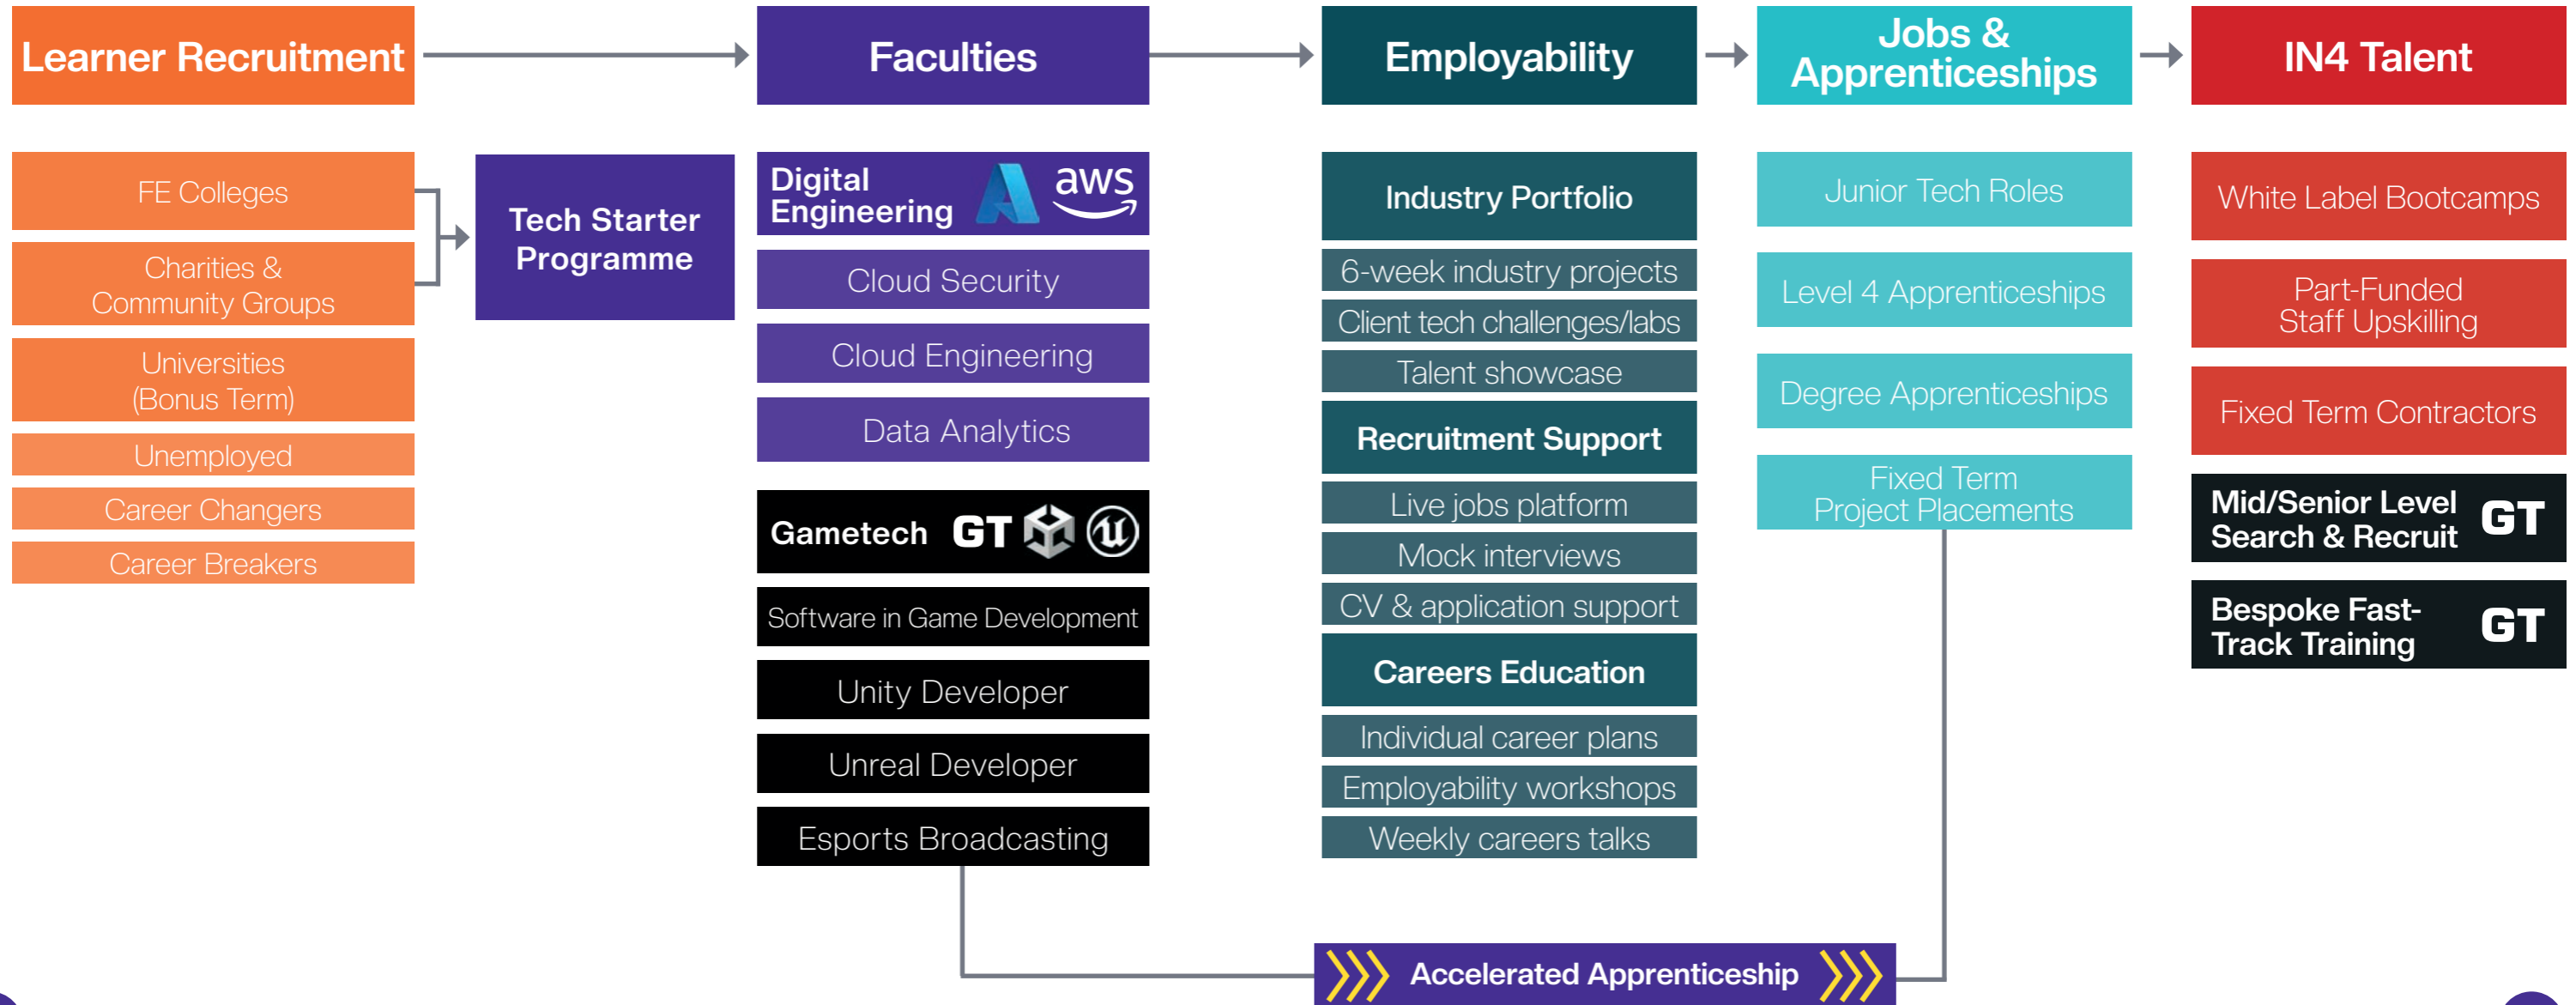 Learner Recruitment
Faculties
Employability
Jobs &
Apprenticeships
IN4 Talent
FE Colleges
Charities &
Community Groups
Universities
(Bonus Term)
Unemployed
Career Changers
Career Breakers
Tech Starter
Programme
Digital
Engineering
aws
Cloud Security
Cloud Engineering
Data Analytics
Gametech GT
Software in Game Development
Unity Developer
Unreal Developer
Esports Broadcasting
Industry Portfolio
6-week industry projects
Client tech challenges/labs
Talent showcase
Recruitment Support
Live jobs platform
Mock interviews
CV & application support
Careers Education
Individual career plans
Employability workshops
Weekly careers talks
Junior Tech Roles
Level 4 Apprenticeships
Degree Apprenticeships
Fixed Term
Project Placements
White Label Bootcamps
Part-Funded
Staff Upskilling
Fixed Term Contractors
Mid/Senior Level
Search & Recruit
GT
Bespoke Fast-
Track Training
GT
Accelerated Apprenticeship